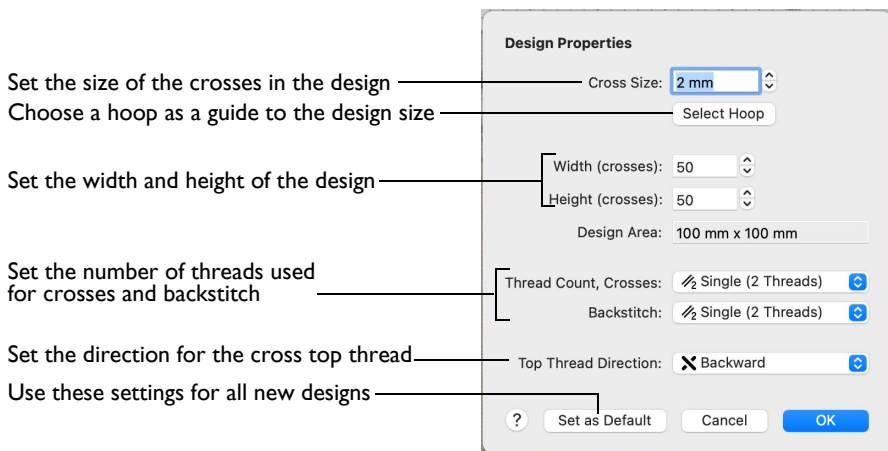 Design Properties
Set the size of the crosses in the design
Cross Size: 2 mm
Choose a hoop as a guide to the design size
Select Hoop
Set the width and height of the design
Width (crosses): 50
Height (crosses): 50
Design Area: 100 mm x 100 mm
Set the number of threads used
for crosses and backstitch
Thread Count, Crosses: 2 Single (2 Threads)
Backstitch: 2 Single (2 Threads)
Set the direction for the cross top thread
Top Thread Direction: Backward
Use these settings for all new designs
? Set as Default Cancel OK